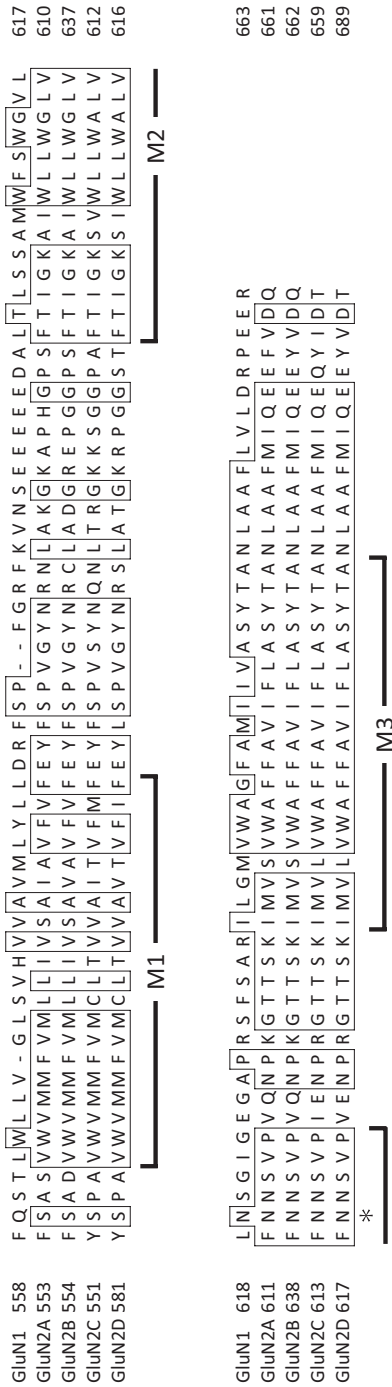 GluN1 558 F Q S T L W L L V - G L S V H V V A V M L Y L L D R F S P - - F G R F K V N S E E E E E D A L T L S S A M W F S W G V L 617
GluN2A 553 F S A S V W V M M F V M L L I V S A I A V F V F E Y F S P V G Y N R N L A K G K A P H G P S F T I G K A I W L L W G L V 610
GluN2B 554 F S A D V W V M M F V M L L I V S A V A V F V F E Y F S P V G Y N R C L A D G R E P G G P S F T I G K A I W L L W G L V 637
GluN2C 551 Y S P A V W V M M F V M C L T V V A I T V F M F E Y F S P V S Y N Q N L T R G K K S G G P A F T I G K S V W L L W A L V 612
GluN2D 581 Y S P A V W V M M F V M C L T V V A V T V F I F E Y L S P V G Y N R S L A T G K R P G G S T F T I G K S I W L L W A L V 616
M1 M2
GluN1 618 L N S G I G E G A P R S F S A R I L G M V W A G F A M I I V A S Y T A N L A A F L V L D R P E E R 663
GluN2A 611 F N N S V P V Q N P K G T T S K I M V S V W A F F A V I F L A S Y T A N L A A F M I Q E E F V D Q 661
GluN2B 638 F N N S V P V Q N P K G T T S K I M V S V W A F F A V I F L A S Y T A N L A A F M I Q E E Y V D Q 662
GluN2C 613 F N N S V P I E N P R G T T S K I M V L V W A F F A V I F L A S Y T A N L A A F M I Q E Q Y I D T 659
GluN2D 617 F N N S V P V E N P R G T T S K I M V L V W A F F A V I F L A S Y T A N L A A F M I Q E E Y V D T 689
*
M3